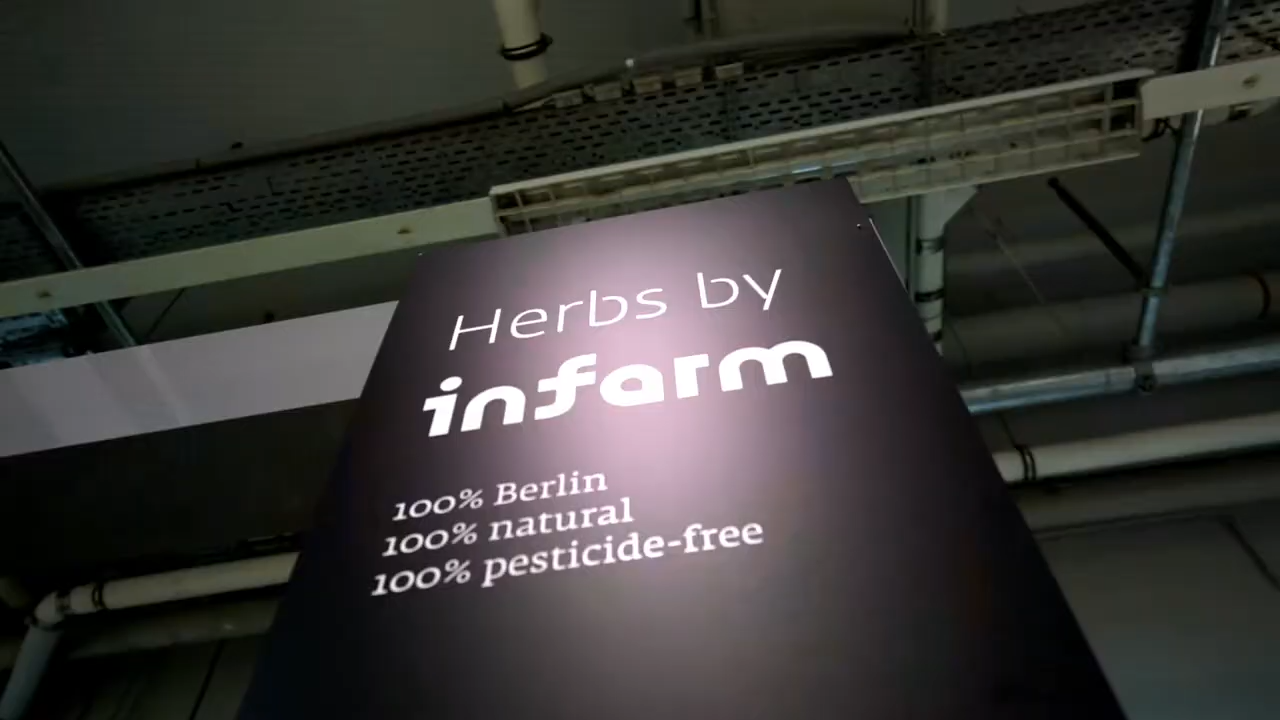 Herbs by
infarm
100% Berlin
100% natural
100% pesticide-free